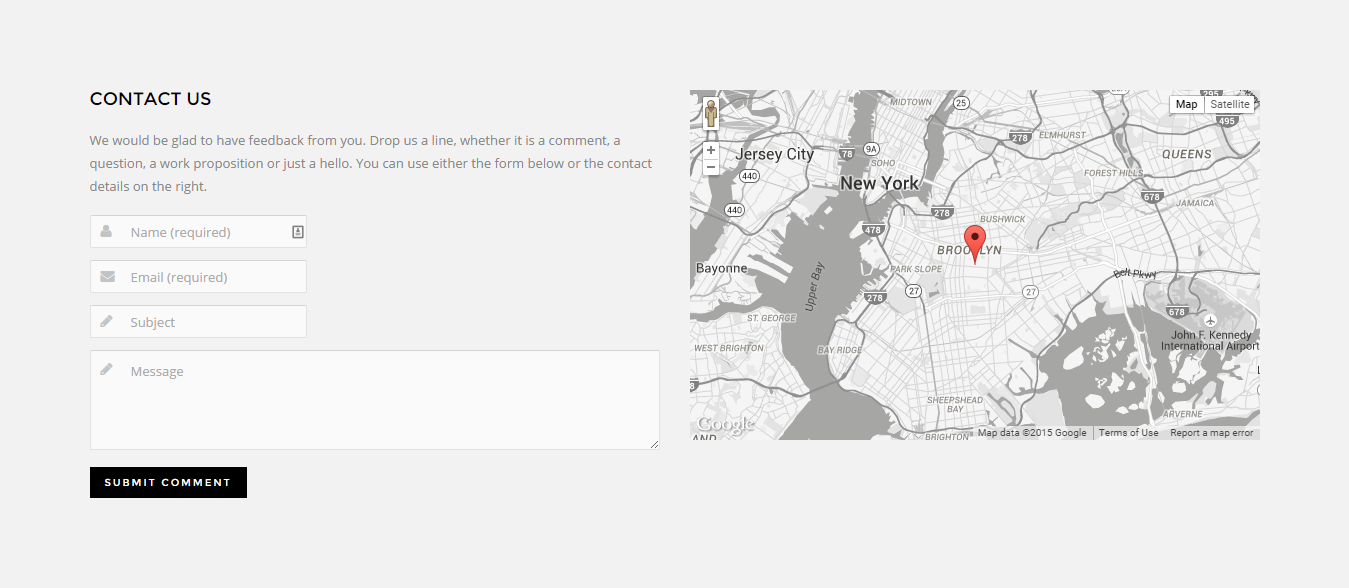 CONTACT US
We would be glad to have feedback from you. Drop us a line, whether it is a comment, a
question, a work proposition or just a hello. You can use either the form below or the contact
details on the right.
Name (required)
Email (required)
Subject
Message
SUBMIT COMMENT
MIDTOWN
25
295
Map
Satellite
495
278
ELMHURST
Jersey City
78
9A
SOHO
QUEENS
440
New York
FOREST HILLS
678
440
278
BUSHWICK
JAMAICA
478
BROOKLYN
Bayonne
PARK SLOPE
Belt Pkwy
Upper Bay
278
27
27
678
ST. GEORGE
John F. Kennedy
International Airport
WEST BRIGHTON
BAY RIDGE
SHEEPSHEAD
BAY
ARVERNE
Google
BRIGHTON
Map data ©2015 Google
Terms of Use
Report a map error